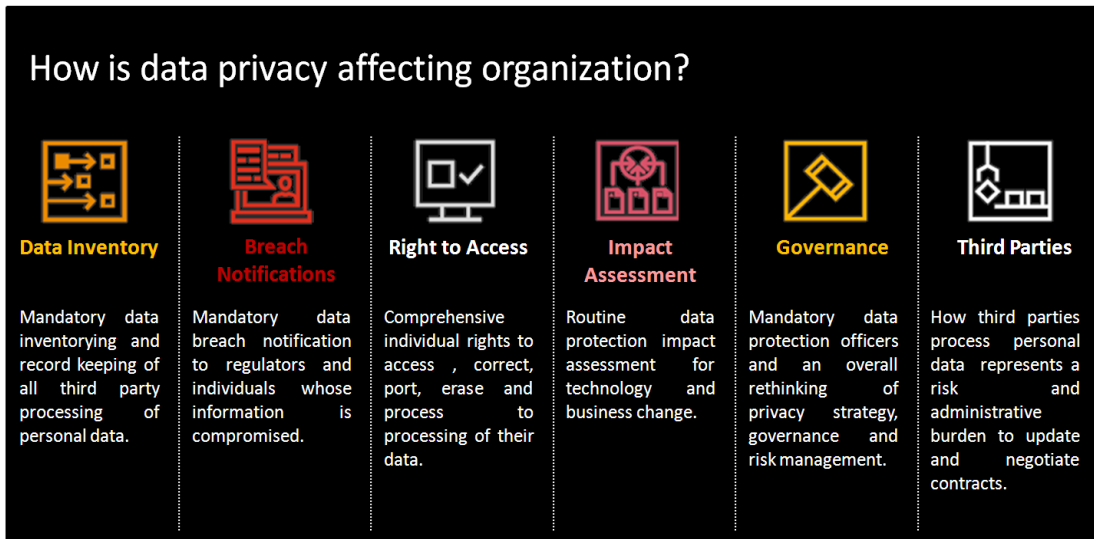 How is data privacy affecting organization?
Data Inventory
Mandatory data
inventorying and
record keeping of
all third party
processing of
personal data.
Breach
Notifications
Mandatory data
breach notification
to regulators and
individuals whose
information is
compromised.
Right to Access
Comprehensive
individual rights to
access , correct,
port, erase and
process to
processing of their
data.
Impact
Assessment
Routine data
protection impact
assessment for
technology and
business change.
Governance
Mandatory data
protection officers
and an overall
rethinking of
privacy strategy,
governance and
risk management.
Third Parties
How third parties
process personal
data represents a
risk and
administrative
burden to update
and negotiate
contracts.